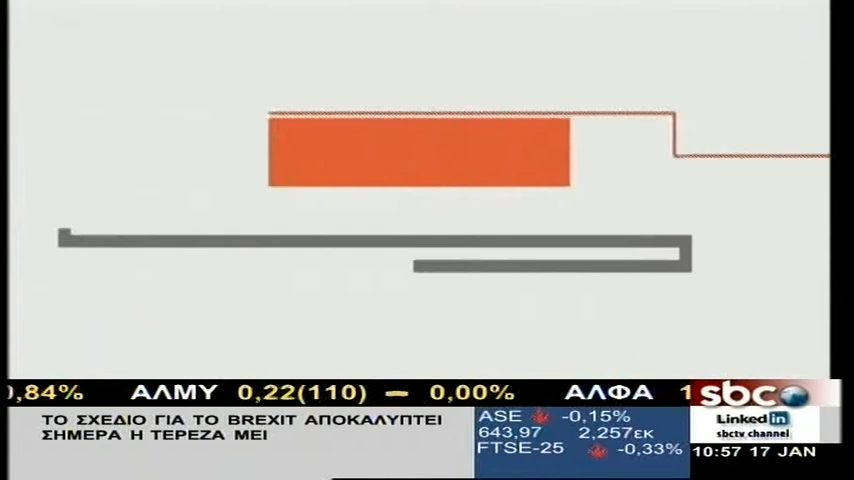 0,84% ΑΛΜΥ 0,22(110) 0,00% ΑΛΦΑ 1
sbc
ΤΟ ΣΧΕΔΙΟ ΓΙΑ ΤΟ BREXIT ΑΠΟΚΑΛΥΠΤΕΙ
ΣΗΜΕΡΑ Η ΤΕΡΕΖΑ ΜΕΙ
ASE -0,15%
643,97 2,257εκ
FTSE-25 -0,33%
Linked in
sbctv channel
10:57 17 JAN